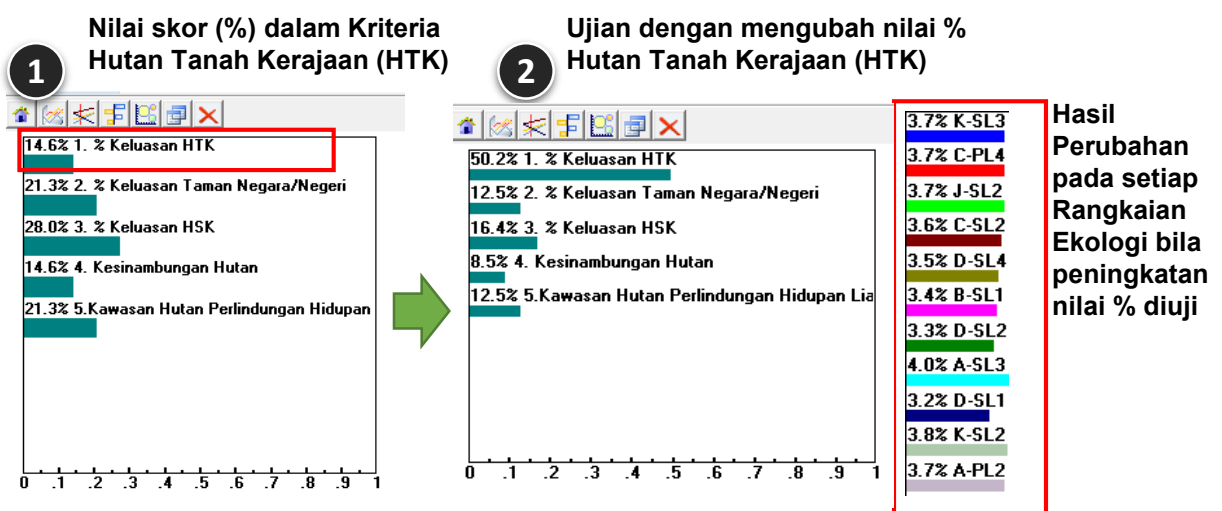 1
Nilai skor (%) dalam Kriteria
Hutan Tanah Kerajaan (HTK)
14.6% 1. % Keluasan HTK
21.3% 2. % Keluasan Taman Negara/Negeri
28.0% 3. % Keluasan HSK
14.6% 4. Kesinambungan Hutan
21.3% 5.Kawasan Hutan Perlindungan Hidupan
0 .1 .2 .3 .4 .5 .6 .7 .8 .9 1
2
Ujian dengan mengubah nilai %
Hutan Tanah Kerajaan (HTK)
50.2% 1. % Keluasan HTK
12.5% 2. % Keluasan Taman Negara/Negeri
16.4% 3. % Keluasan HSK
8.5% 4. Kesinambungan Hutan
12.5% 5.Kawasan Hutan Perlindungan Hidupan Lia
0 .1 .2 .3 .4 .5 .6 .7 .8 .9 1
3.7% K-SL3
3.7% C-PL4
3.7% J-SL2
3.6% C-SL2
3.5% D-SL4
3.4% B-SL1
3.3% D-SL2
4.0% A-SL3
3.2% D-SL1
3.8% K-SL2
3.7% A-PL2
Hasil
Perubahan
pada setiap
Rangkaian
Ekologi bila
peningkatan
nilai % diuji